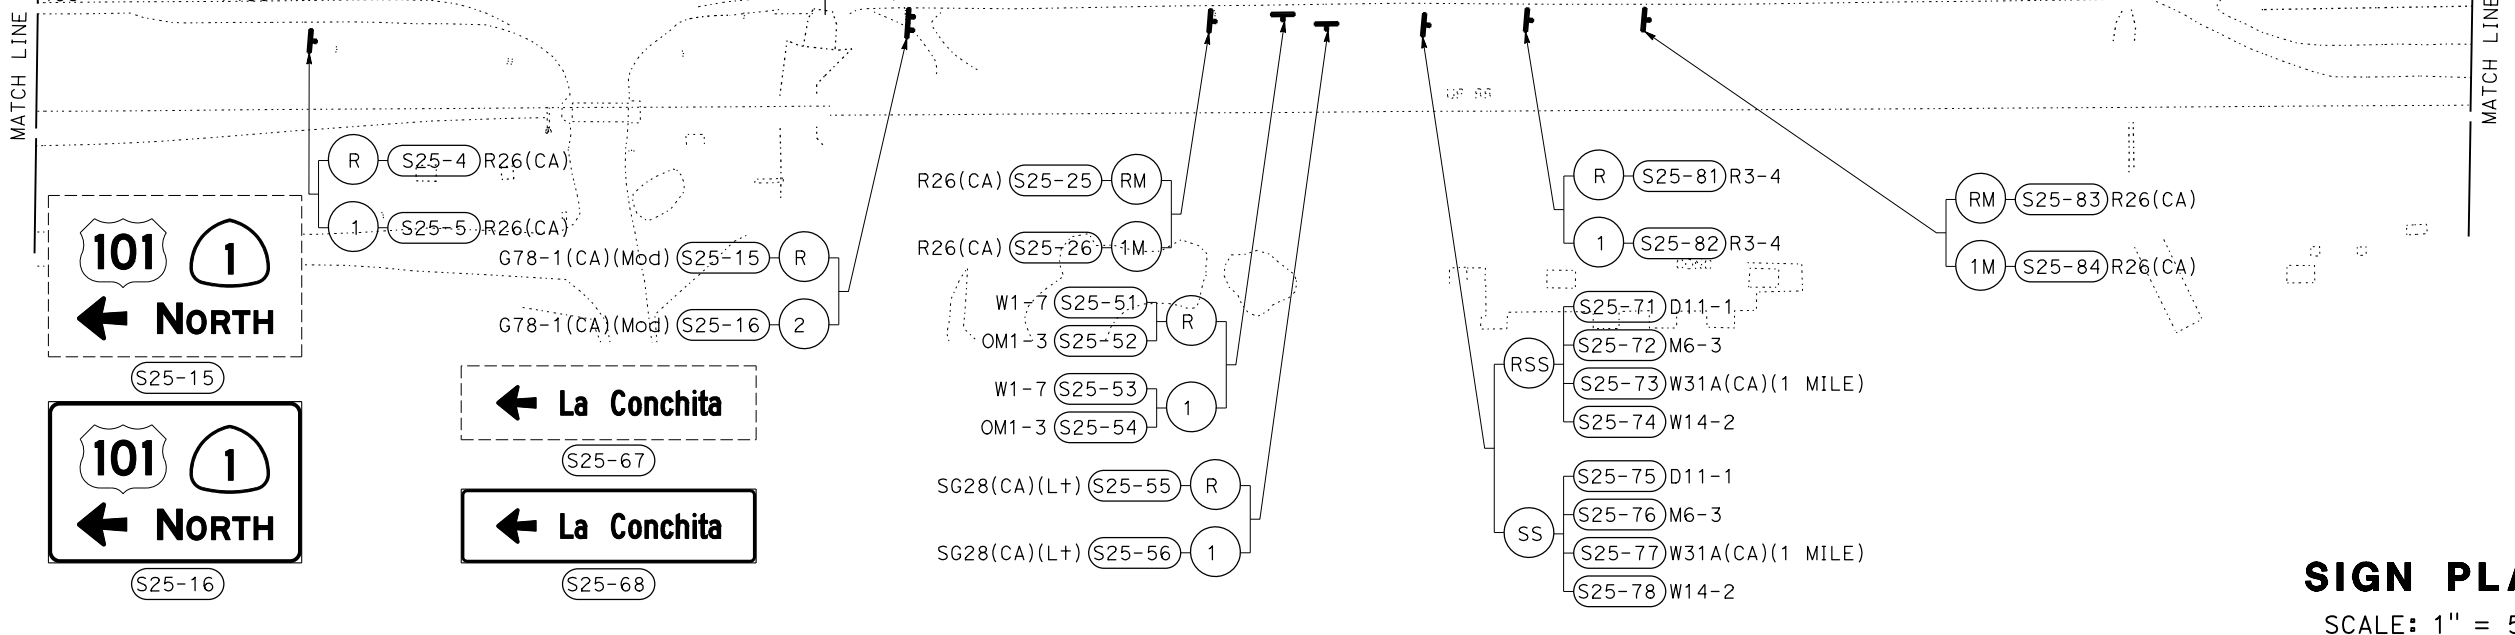 MATCH LINE
R S25-4 R26(CA)
1 S25-5 R26(CA)
101 1
NORTH
S25-15
101 1
NORTH
S25-16
G78-1(CA)(Mod) S25-15 R
G78-1(CA)(Mod) S25-16 2
La Conchita
S25-67
La Conchita
S25-68
R26(CA) S25-25 RM
R26(CA) S25-26 1M
W1-7 S25-51
R
OM1-3 S25-52
W1-7 S25-53
1
OM1-3 S25-54
SG28(CA)(Lt) S25-55 R
SG28(CA)(Lt) S25-56 1
R S25-81 R3-4
1 S25-82 R3-4
S25-71 D11-1
S25-72 M6-3
RSS
S25-73 W31A(CA)(1 MILE)
S25-74 W14-2
S25-75 D11-1
S25-76 M6-3
SS
S25-77 W31A(CA)(1 MILE)
S25-78 W14-2
RM S25-83 R26(CA)
1M S25-84 R26(CA)
MATCH LINE
SIGN
SCALE: 1" =